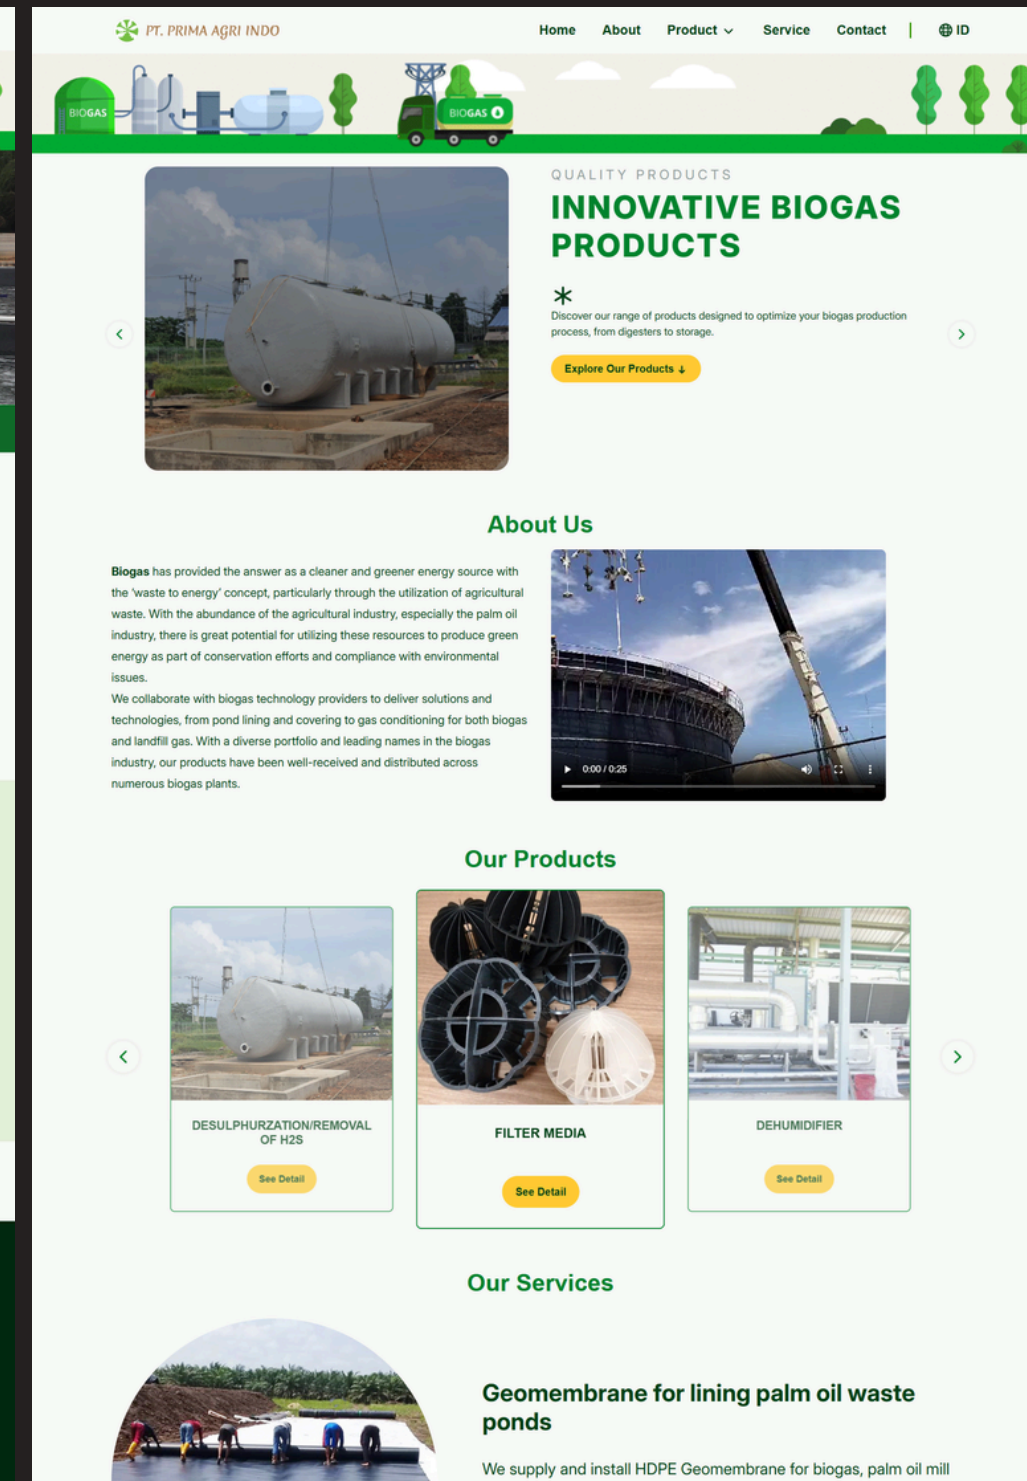 PT. PRIMA AGRI INDO
Home About Product Service Contact ID
BIOGAS
BIOGAS
QUALITY PRODUCTS
INNOVATIVE BIOGAS
PRODUCTS
Discover our range of products designed to optimize your biogas production
process, from digesters to storage.
Explore Our Products ↓
About Us
Biogas has provided the answer as a cleaner and greener energy source with
the 'waste to energy' concept, particularly through the utilization of agricultural
waste. With the abundance of the agricultural industry, especially the palm oil
industry, there is great potential for utilizing these resources to produce green
energy as part of conservation efforts and compliance with environmental
issues.
We collaborate with biogas technology providers to deliver solutions and
technologies, from pond lining and covering to gas conditioning for both biogas
and landfill gas. With a diverse portfolio and leading names in the biogas
industry, our products have been well-received and distributed across
numerous biogas plants.
0:00 / 0:25
Our Products
DESULPHURZATION/REMOVAL
OF H2S
See Detail
FILTER MEDIA
See Detail
DEHUMIDIFIER
See Detail
Our Services
Geomembrane for lining palm oil waste
ponds
We supply and install HDPE Geomembrane for biogas, palm oil mill